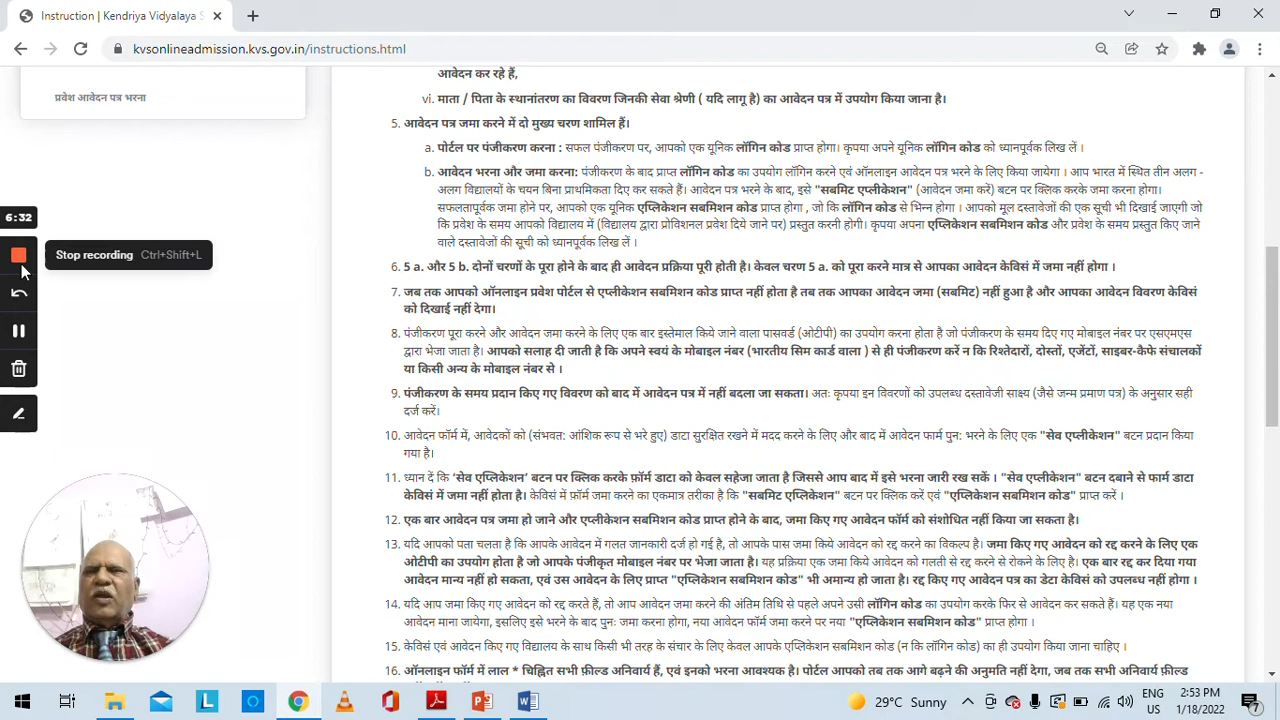 Instruction | Kendriya Vidyalaya S
kvsonlineadmission.kvs.gov.in/instructions.html
प्रवेश आवेदन पत्र भरना
6:32
Stop recording Ctrl+Shift+L
आवेदन कर रहे हैं,
vi. माता / पिता के स्थानांतरण का विवरण जिनकी सेवा श्रेणी ( यदि लागू है) का आवेदन पत्र में उपयोग किया जाना है।
5. आवेदन पत्र जमा करने में दो मुख्य चरण शामिल हैं।
a. पोर्टल पर पंजीकरण करना : सफल पंजीकरण पर, आपको एक यूनिक लॉगिन कोड प्राप्त होगा। कृपया अपने यूनिक लॉगिन कोड को ध्यानपूर्वक लिख लें ।
b. आवेदन भरना और जमा करना: पंजीकरण के बाद प्राप्त लॉगिन कोड का उपयोग लॉगिन करने एवं ऑनलाइन आवेदन पत्र भरने के लिए किया जायेगा । आप भारत में स्थित तीन अलग -
अलग विद्यालयों के चयन बिना प्राथमिकता दिए कर सकते हैं। आवेदन पत्र भरने के बाद, इसे "सबमिट एप्लीकेशन" (आवेदन जमा करें) बटन पर क्लिक करके जमा करना होगा।
सफलतापूर्वक जमा होने पर, आपको एक यूनिक एप्लिकेशन सबमिशन कोड प्राप्त होगा , जो कि लॉगिन कोड से भिन्न होगा । आपको मूल दस्तावेजों की एक सूची भी दिखाई जाएगी जो
कि प्रवेश के समय आपको विद्यालय में (विद्यालय द्वारा प्रोविशनल प्रवेश दिये जाने पर) प्रस्तुत करनी होगी। कृपया अपना एप्लिकेशन सबमिशन कोड और प्रवेश के समय प्रस्तुत किए जाने
वाले दस्तावेजों की सूची को ध्यानपूर्वक लिख लें ।
6. 5 a. और 5 b. दोनों चरणों के पूरा होने के बाद ही आवेदन प्रक्रिया पूरी होती है। केवल चरण 5 a. को पूरा करने मात्र से आपका आवेदन केविसं में जमा नहीं होगा ।
7. जब तक आपको ऑनलाइन प्रवेश पोर्टल से एप्लीकेशन सबमिशन कोड प्राप्त नहीं होता है तब तक आपका आवेदन जमा (सबमिट) नहीं हुआ है और आपका आवेदन विवरण केविसं
को दिखाई नहीं देगा।
8. पंजीकरण पूरा करने और आवेदन जमा करने के लिए एक बार इस्तेमाल किये जाने वाला पासवर्ड (ओटीपी) का उपयोग करना होता है जो पंजीकरण के समय दिए गए मोबाइल नंबर पर एसएमएस
द्वारा भेजा जाता है। आपको सलाह दी जाती है कि अपने स्वयं के मोबाइल नंबर (भारतीय सिम कार्ड वाला ) से ही पंजीकरण करें न कि रिश्तेदारों, दोस्तों, एजेंटों, साइबर-कैफे संचालकों
या किसी अन्य के मोबाइल नंबर से ।
9. पंजीकरण के समय प्रदान किए गए विवरण को बाद में आवेदन पत्र में नहीं बदला जा सकता। अतः कृपया इन विवरणों को उपलब्ध दस्तावेजी साक्ष्य (जैसे जन्म प्रमाण पत्र) के अनुसार सही
दर्ज करें।
10. आवेदन फॉर्म में, आवेदकों को (संभवत: आंशिक रूप से भरे हुए) डाटा सुरक्षित रखने में मदद करने के लिए और बाद में आवेदन फार्म पुन: भरने के लिए एक "सेव एप्लीकेशन" बटन प्रदान किया
गया है।
11. ध्यान दें कि 'सेव एप्लिकेशन' बटन पर क्लिक करके फ़ॉर्म डाटा को केवल सहेजा जाता है जिससे आप बाद में इसे भरना जारी रख सकें । "सेव एप्लीकेशन" बटन दबाने से फार्म डाटा
केविसं में जमा नहीं होता है। केविसं में फ़ॉर्म जमा करने का एकमात्र तरीका है कि "सबमिट एप्लिकेशन" बटन पर क्लिक करें एवं "एप्लिकेशन सबमिशन कोड" प्राप्त करें ।
12. एक बार आवेदन पत्र जमा हो जाने और एप्लीकेशन सबमिशन कोड प्राप्त होने के बाद, जमा किए गए आवेदन फॉर्म को संशोधित नहीं किया जा सकता है।
13. यदि आपको पता चलता है कि आपके आवेदन में गलत जानकारी दर्ज हो गई है, तो आपके पास जमा किये आवेदन को रद्द करने का विकल्प है। जमा किए गए आवेदन को रद्द करने के लिए एक
ओटीपी का उपयोग होता है जो आपके पंजीकृत मोबाइल नंबर पर भेजा जाता है। यह प्रक्रिया एक जमा किये आवेदन को गलती से रद्द करने से रोकने के लिए है। एक बार रद्द कर दिया गया
आवेदन मान्य नहीं हो सकता, एवं उस आवेदन के लिए प्राप्त "एप्लिकेशन सबमिशन कोड" भी अमान्य हो जाता है। रद्द किए गए आवेदन पत्र का डेटा केविसं को उपलब्ध नहीं होगा ।
14. यदि आप जमा किए गए आवेदन को रद्द करते हैं, तो आप आवेदन जमा करने की अंतिम तिथि से पहले अपने उसी लॉगिन कोड का उपयोग करके फिर से आवेदन कर सकते हैं। यह एक नया
आवेदन माना जायेगा, इसलिए इसे भरने के बाद पुनः जमा करना होगा, नया आवेदन फॉर्म जमा करने पर नया "एप्लिकेशन सबमिशन कोड" प्राप्त होगा ।
15. केविसं एवं आवेदन किए गए विद्यालय के साथ किसी भी तरह के संचार के लिए केवल आपके एप्लिकेशन सबमिशन कोड (न कि लॉगिन कोड) का ही उपयोग किया जाना चाहिए ।
16. ऑनलाइन फ़ॉर्म में लाल * चिह्नित सभी फ़ील्ड अनिवार्य हैं, एवं इनको भरना आवश्यक है। पोर्टल आपको तब तक आगे बढ़ने की अनुमति नहीं देगा, जब तक सभी अनिवार्य फ़ील्ड
29°C Sunny
ENG
US
2:53 PM
1/18/2022
7